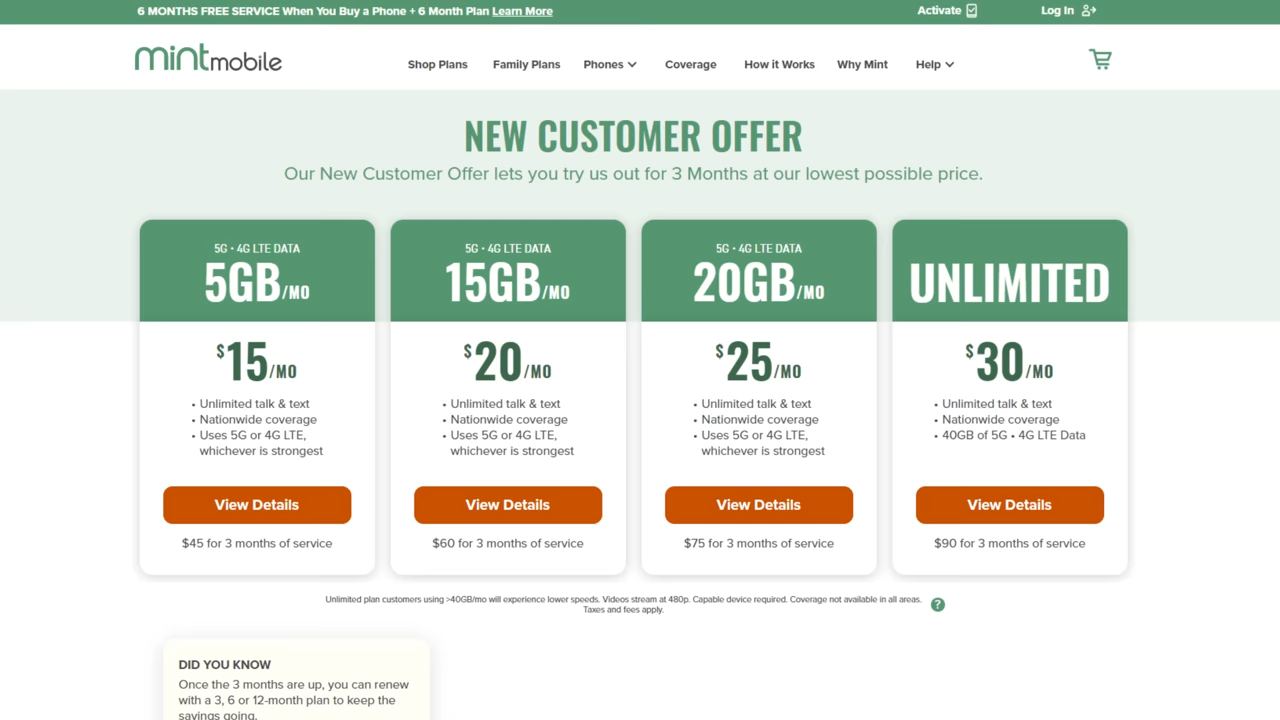 6 MONTHS FREE SERVICE When You Buy a Phone + 6 Month Plan Learn More
Activate
Log In
mintmobile
Shop Plans
Family Plans
Phones
Coverage
How it Works
Why Mint
Help
NEW CUSTOMER OFFER
Our New Customer Offer lets you try us out for 3 Months at our lowest possible price.
5G • 4G LTE DATA
5GB/MO
$15/MO
• Unlimited talk & text
• Nationwide coverage
• Uses 5G or 4G LTE,
whichever is strongest
View Details
$45 for 3 months of service
5G • 4G LTE DATA
15GB/MO
$20/MO
• Unlimited talk & text
• Nationwide coverage
• Uses 5G or 4G LTE,
whichever is strongest
View Details
$60 for 3 months of service
5G • 4G LTE DATA
20GB/MO
$25/MO
• Unlimited talk & text
• Nationwide coverage
• Uses 5G or 4G LTE,
whichever is strongest
View Details
$75 for 3 months of service
UNLIMITED
$30/MO
• Unlimited talk & text
• Nationwide coverage
• 40GB of 5G • 4G LTE Data
View Details
$90 for 3 months of service
Unlimited plan customers using >40GB/mo will experience lower speeds. Videos stream at 480p. Capable device required. Coverage not available in all areas.
Taxes and fees apply.
?
DID YOU KNOW
Once the 3 months are up, you can renew
with a 3, 6 or 12-month plan to keep the
savings going.